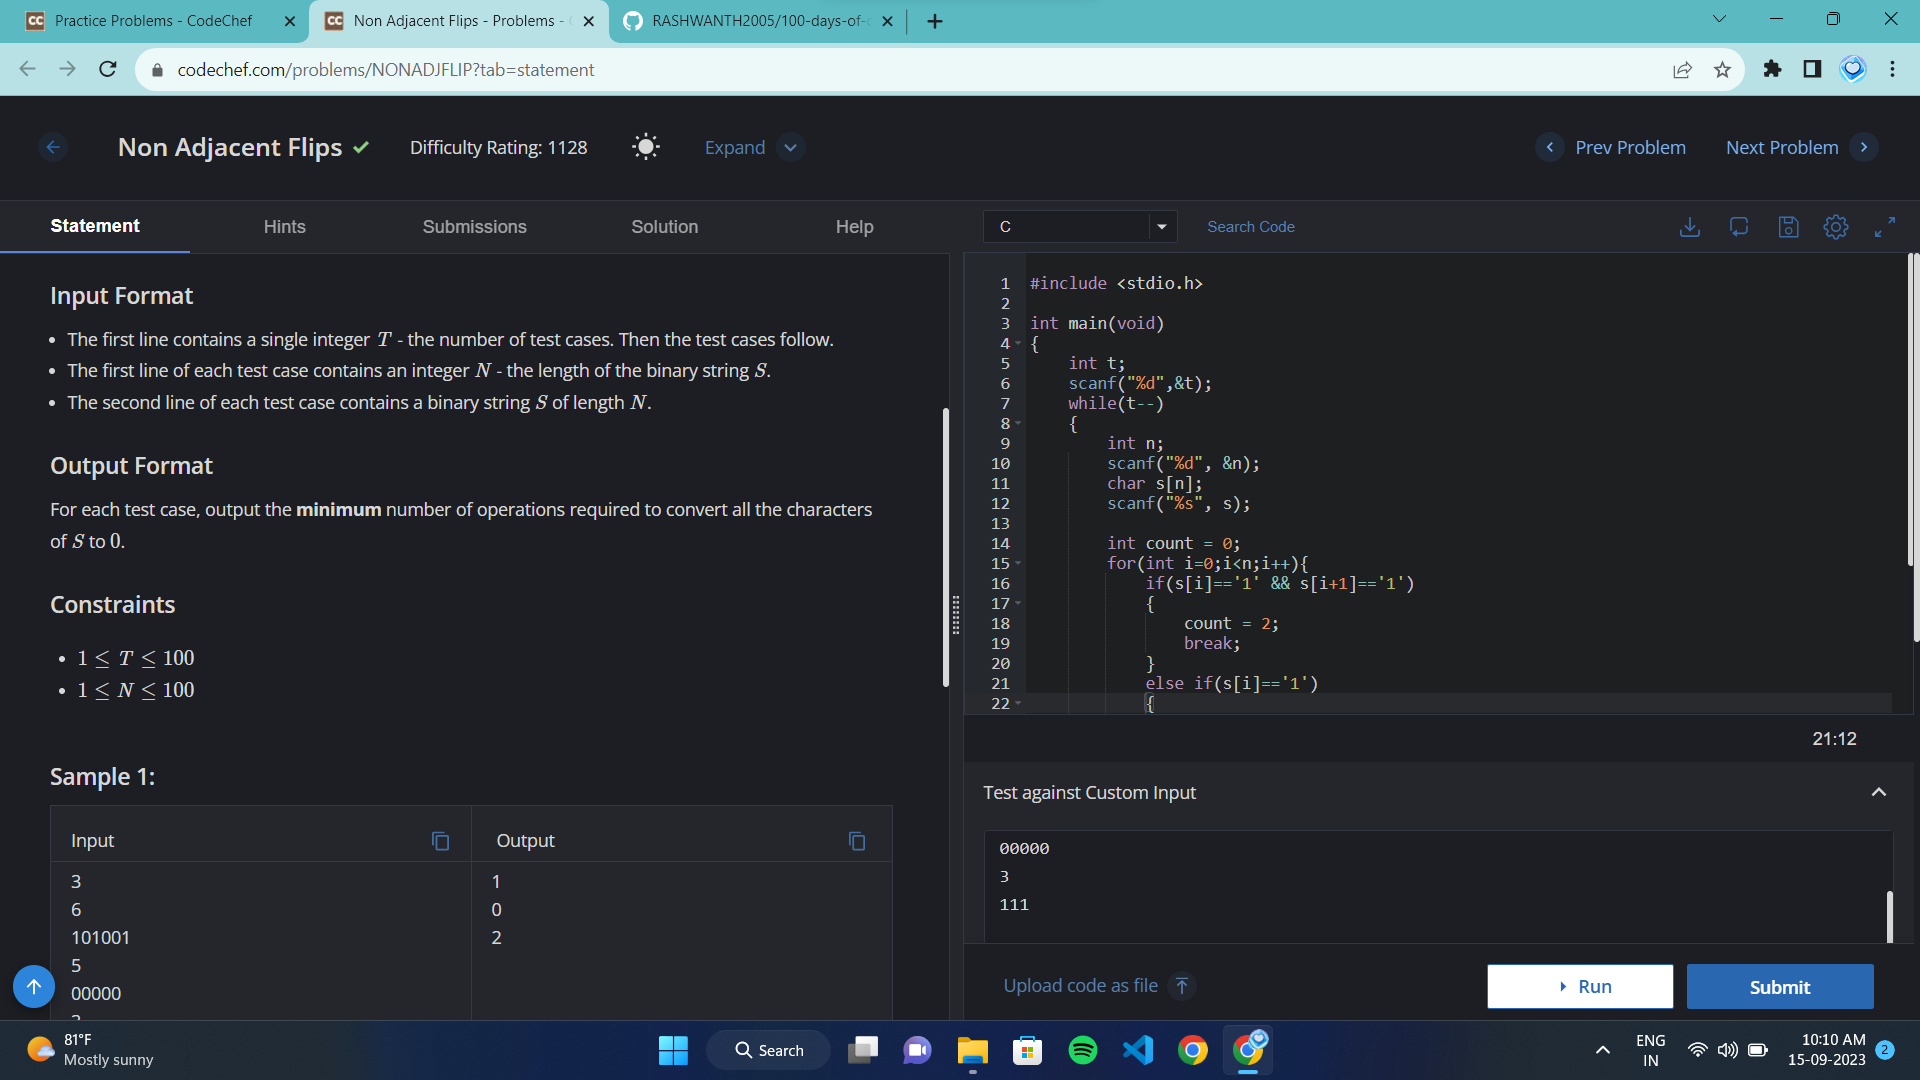 Practice Problems - CodeChef
Non Adjacent Flips - Problems -
RASHWANTH2005/100-days-of-
codechef.com/problems/NONADJFLIP?tab=statement
Non Adjacent Flips
Difficulty Rating: 1128
Expand
Prev Problem
Next Problem
Statement
Hints
Submissions
Solution
Help
C
Search Code
Input Format
The first line contains a single integer T - the number of test cases. Then the test cases follow.
The first line of each test case contains an integer N - the length of the binary string S.
The second line of each test case contains a binary string S of length N.
Output Format
For each test case, output the minimum number of operations required to convert all the characters
of S to 0.
Constraints
1 ≤ T ≤ 100
1 ≤ N ≤ 100
Sample 1:
Input
Output
3
6
101001
5
00000
1
0
2
1 #include <stdio.h>
2
3 int main(void)
4 {
5 int t;
6 scanf("%d",&t);
7 while(t--)
8 {
9 int n;
10 scanf("%d", &n);
11 char s[n];
12 scanf("%s", s);
13
14 int count = 0;
15 for(int i=0;i<n;i++){
16 if(s[i]=='1' && s[i+1]=='1')
17 {
18 count = 2;
19 break;
20 }
21 else if(s[i]=='1')
22 {
21:12
Test against Custom Input
00000
3
111
Upload code as file
Run
Submit
81°F
Mostly sunny
Search
ENG
IN
10:10 AM
15-09-2023
2